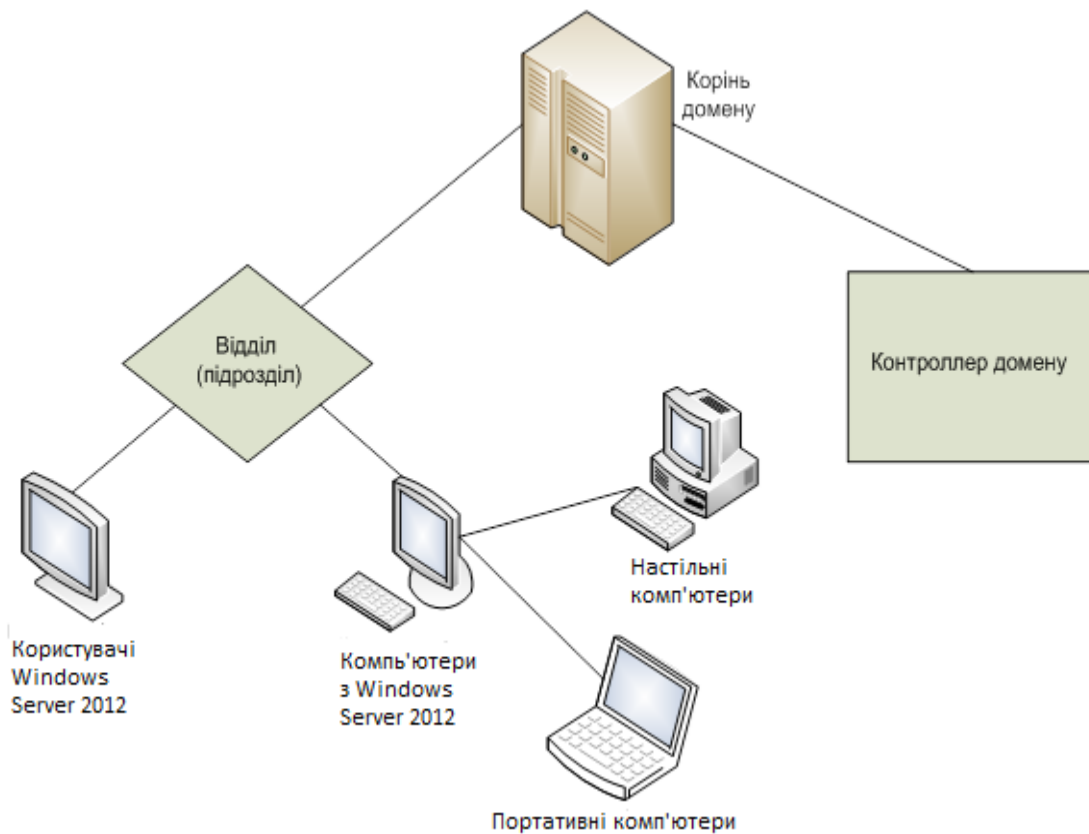 Корінь
домену
Відділ
(підрозділ)
Контроллер домену
Настільні
комп'ютери
Користувачі
Windows
Server 2012
Компь'ютери
з Windows
Server 2012
Портативні комп'ютери